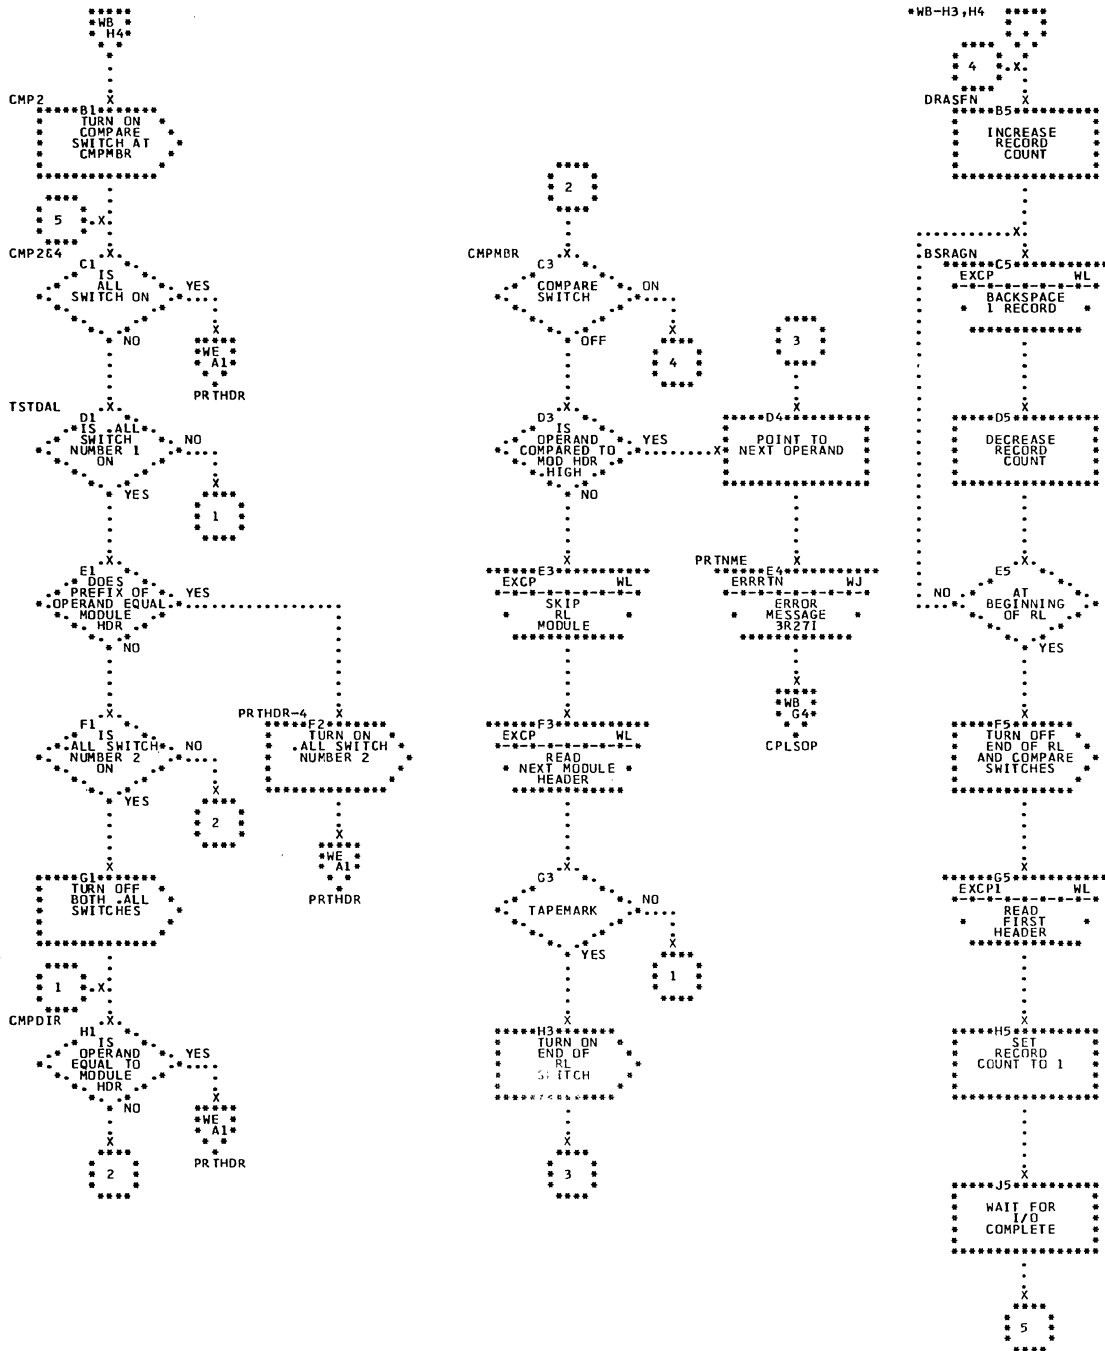 WB
H4
CMP2
B1
TURN ON
COMPARE
SWITCH AT
CMPMBR
5
CMP2&4
C1
IS
ALL
SWITCH ON
YES
NO
WE
A1
PRTHDR
TSTDAL
D1
IS .ALL
SWITCH
NUMBER 1
ON
NO
YES
1
E1
DOES
PREFIX OF
OPERAND EQUAL
MODULE
HDR
YES
NO
F1
IS
.ALL SWITCH
NUMBER 2
ON
NO
YES
2
PRTHDR-4
F2
TURN ON
.ALL SWITCH
NUMBER 2
WE
A1
PRTHDR
G1
TURN OFF
BOTH .ALL
SWITCHES
1
CMPDIR
H1
IS
OPERAND
EQUAL TO
MODULE
HDR
YES
NO
WE
A1
PRTHDR
2
2
CMPMBR
C3
COMPARE
SWITCH
ON
OFF
4
D3
IS
OPERAND
COMPARED TO
MOD HDR
HIGH
YES
NO
E3
EXCP WL
SKIP
RL
MODULE
F3
EXCP WL
READ
NEXT MODULE
HEADER
G3
TAPEMARK
NO
YES
1
H3
TURN ON
END OF
RL
SWITCH
3
3
D4
POINT TO
NEXT OPERAND
PRTNME
E4
ERRRTN WJ
ERROR
MESSAGE
3R27I
WB
G4
CPLSOP
*WB-H3,H4
4
DRASFN
B5
INCREASE
RECORD
COUNT
BSRAGN
C5
EXCP WL
BACKSPACE
1 RECORD
D5
DECREASE
RECORD
COUNT
E5
AT
BEGINNING
OF RL
NO
YES
F5
TURN OFF
END OF RL
AND COMPARE
SWITCHES
G5
EXCP1 WL
READ
FIRST
HEADER
H5
SET
RECORD
COUNT TO 1
J5
WAIT FOR
I/O
COMPLETE
5